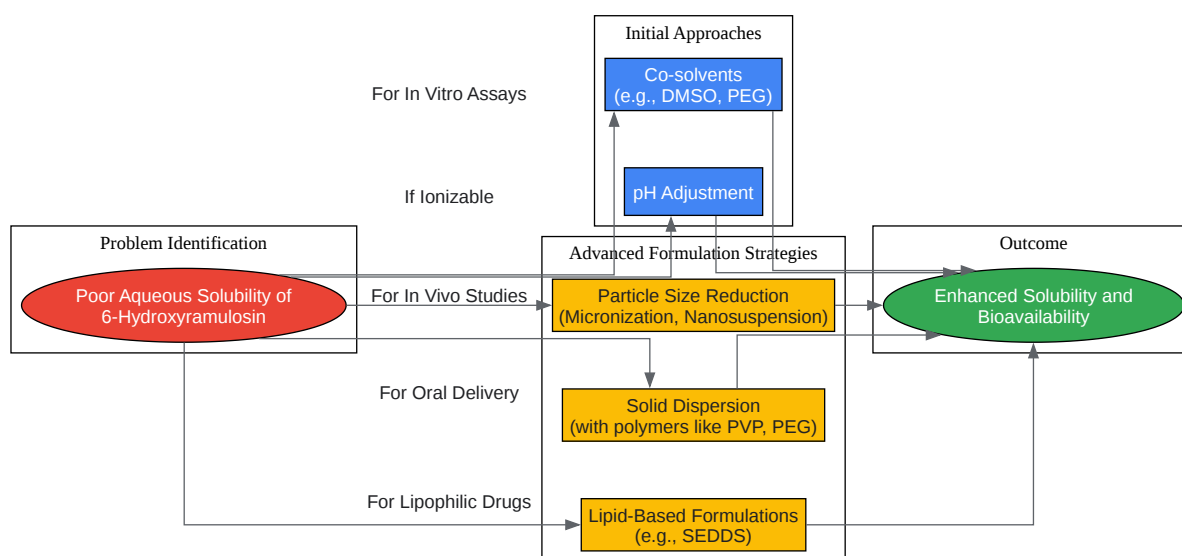 Initial Approaches
Co-solvents
(e.g., DMSO, PEG)
For In Vitro Assays
If Ionizable
pH Adjustment
Problem Identification
Poor Aqueous Solubility of
6-Hydroxyramulosin
For In Vivo Studies
Advanced Formulation Strategies
Particle Size Reduction
(Micronization, Nanosuspension)
Outcome
Enhanced Solubility and
Bioavailability
For Oral Delivery
Solid Dispersion
(with polymers like PVP, PEG)
For Lipophilic Drugs
Lipid-Based Formulations
(e.g., SEDDS)